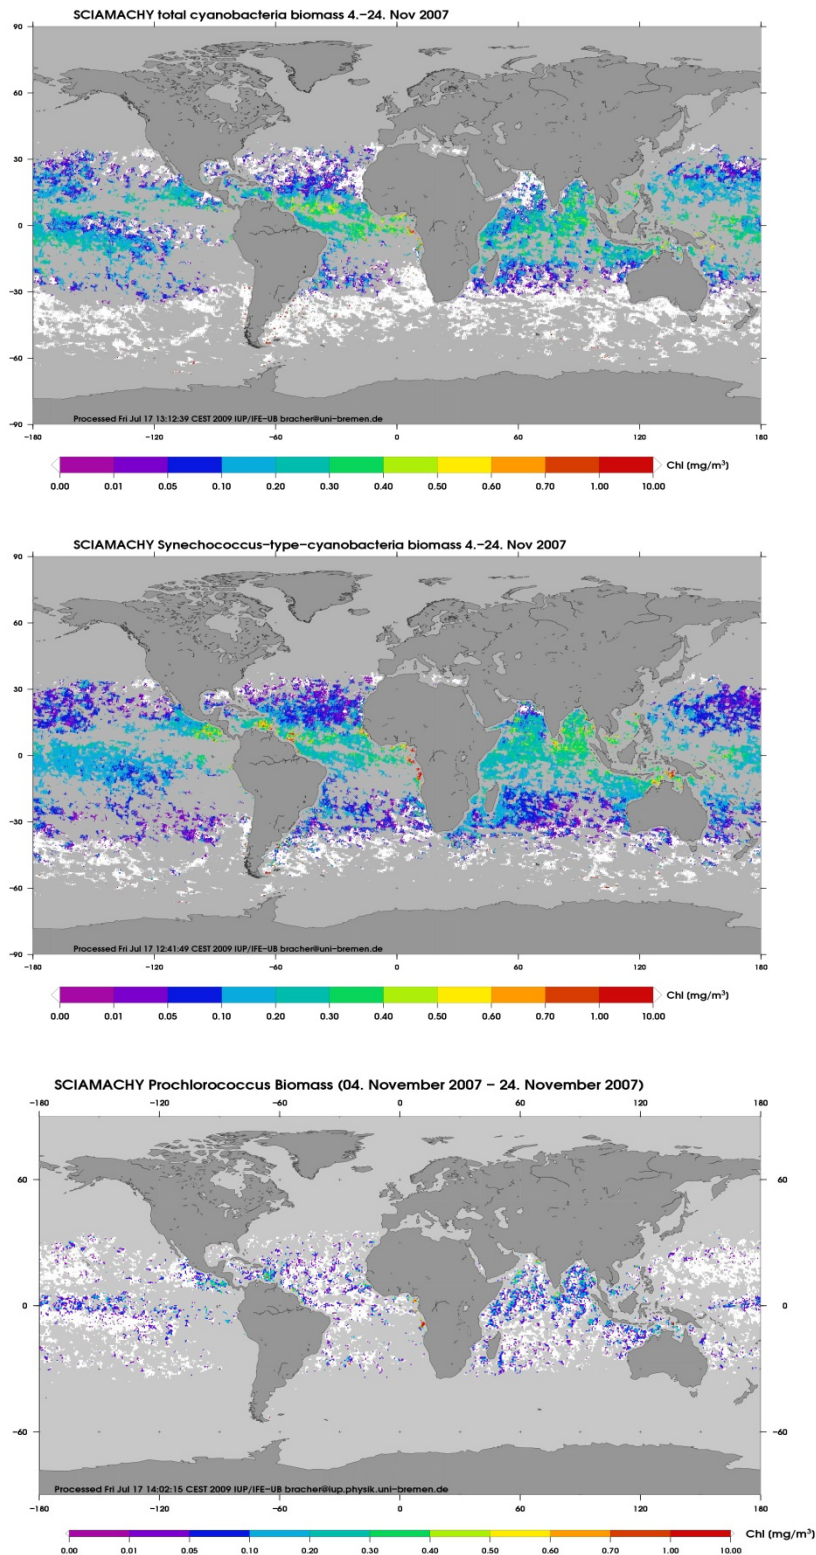 SCIAMACHY total cyanobacteria biomass 4.-24. Nov 2007
90
60
30
0
-30
-60
-90
Processed Fri Jul 17 13:12:39 CEST 2009 IUP/IFE-UB bracher@uni-bremen.de
-180 -120 -60 0 60 120 180
Chl [mg/m³]
0.00 0.01 0.05 0.10 0.20 0.30 0.40 0.50 0.60 0.70 1.00 10.00
SCIAMACHY Synechococcus-type-cyanobacteria biomass 4.-24. Nov 2007
90
60
30
0
-30
-60
-90
Processed Fri Jul 17 12:41:49 CEST 2009 IUP/IFE-UB bracher@uni-bremen.de
-180 -120 -60 0 60 120 180
Chl [mg/m³]
0.00 0.01 0.05 0.10 0.20 0.30 0.40 0.50 0.60 0.70 1.00 10.00
SCIAMACHY Prochlorococcus Biomass (04. November 2007 - 24. November 2007)
-180 -120 -60 0 60 120 180
60 60
0 0
-60 -60
Processed Fri Jul 17 14:02:15 CEST 2009 IUP/IFE-UB bracher@iup.physik.uni-bremen.de
-180 -120 -60 0 60 120 180
Chl [mg/m³]
0.00 0.01 0.05 0.10 0.20 0.30 0.40 0.50 0.60 0.70 1.00 10.00